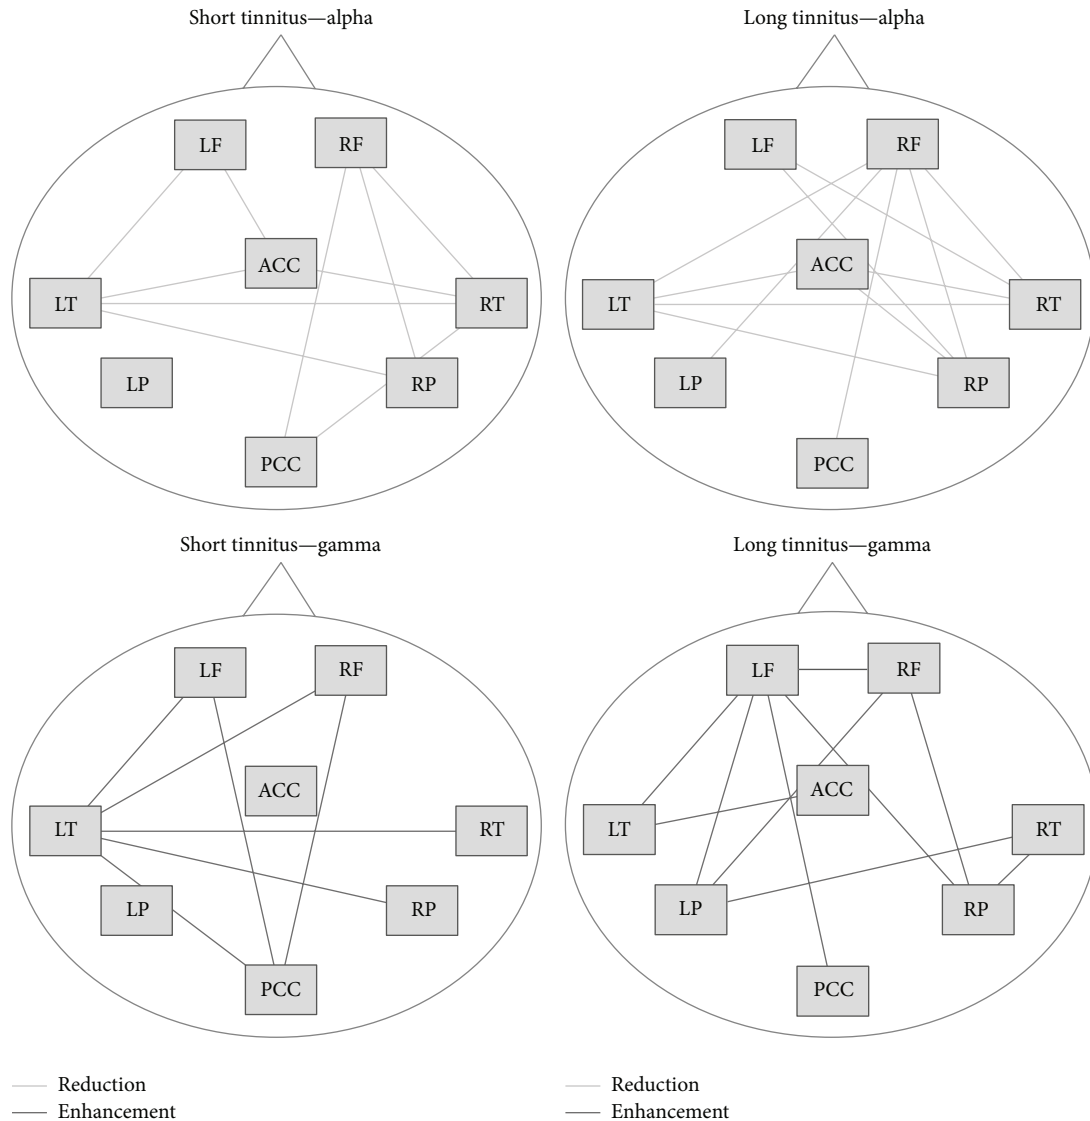 Short tinnitus—alpha
Long tinnitus—alpha
LF
RF
LF
RF
ACC
ACC
LT
RT
LT
RT
LP
RP
LP
RP
PCC
PCC
Short tinnitus—gamma
Long tinnitus—gamma
LF
RF
LF
RF
ACC
ACC
LT
RT
LT
RT
LP
RP
LP
RP
PCC
PCC
Reduction
Enhancement
Reduction
Enhancement